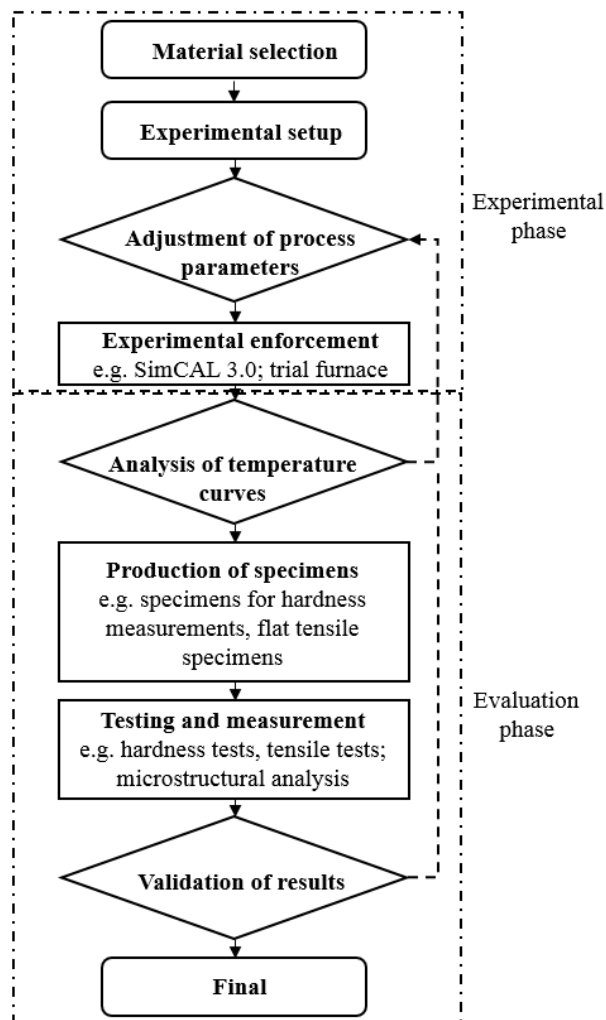 Material selection
Experimental setup
Adjustment of process
parameters
Experimental
phase
Experimental enforcement
e.g. SimCAL 3.0; trial furnace
Analysis of temperature
curves
Production of specimens
e.g. specimens for hardness
measurements, flat tensile
specimens
Testing and measurement
e.g. hardness tests, tensile tests;
microstructural analysis
Evaluation
phase
Validation of results
Final